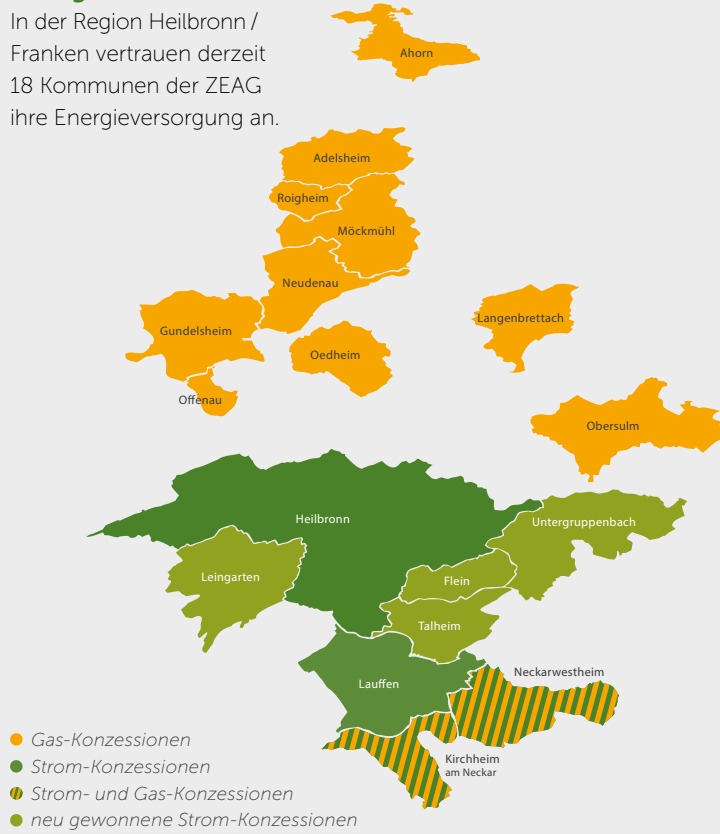 In der Region Heilbronn /
Franken vertrauen derzeit
18 Kommunen der ZEAG
ihre Energieversorgung an.
Ahorn
Adelsheim
Roigheim
Möckmühl
Neudenau
Gundelsheim
Langenbrettach
Oedheim
Offenau
Obersulm
Heilbronn
Untergruppenbach
Leingarten
Flein
Talheim
Neckarwestheim
Lauffen
Kirchheim
am Neckar
Gas-Konzessionen
Strom-Konzessionen
Strom- und Gas-Konzessionen
neu gewonnene Strom-Konzessionen